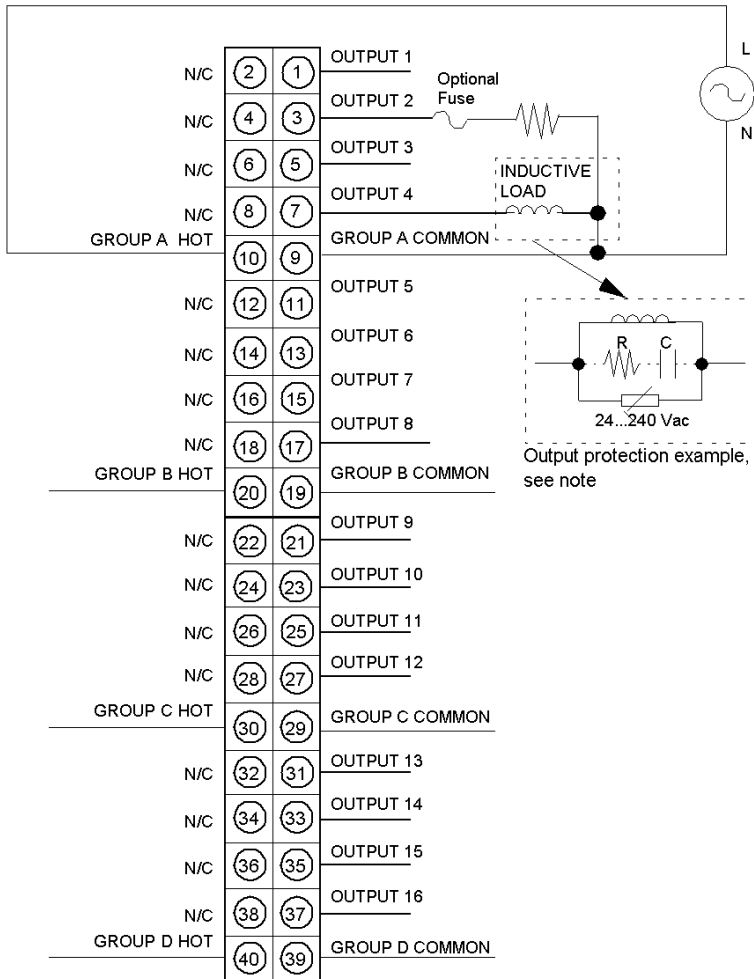 L
OUTPUT 1
N/C 2 1
Optional
Fuse
OUTPUT 2
N/C 4 3
N
OUTPUT 3
N/C 6 5
INDUCTIVE
LOAD
OUTPUT 4
N/C 8 7
GROUP A HOT 10 9 GROUP A COMMON
OUTPUT 5
N/C 12 11
OUTPUT 6
N/C 14 13
R C
OUTPUT 7
N/C 16 15
24...240 Vac
OUTPUT 8
N/C 18 17
Output protection example,
see note
GROUP B HOT 20 19 GROUP B COMMON
OUTPUT 9
N/C 22 21
OUTPUT 10
N/C 24 23
OUTPUT 11
N/C 26 25
OUTPUT 12
N/C 28 27
GROUP C HOT 30 29 GROUP C COMMON
OUTPUT 13
N/C 32 31
OUTPUT 14
N/C 34 33
OUTPUT 15
N/C 36 35
OUTPUT 16
N/C 38 37
GROUP D HOT 40 39 GROUP D COMMON